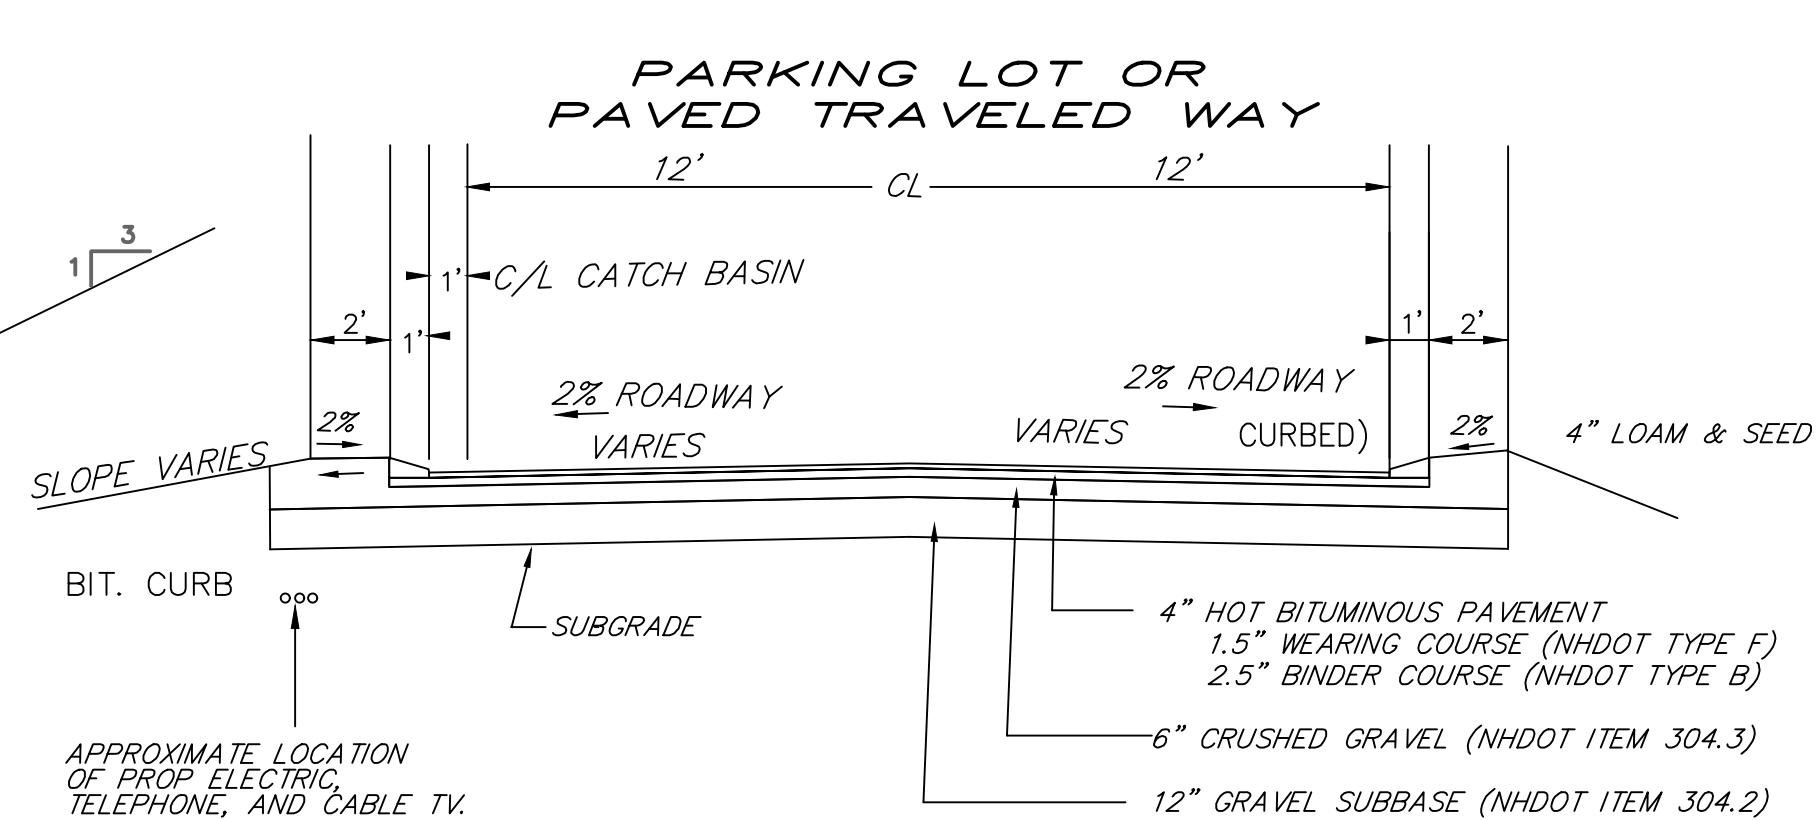 PARKING LOT OR
PAVED TRAVELED WAY
12' CL 12'
3
1
1' C/L CATCH BASIN
2' 1' 1' 2'
2% ROADWAY 2% ROADWAY
2% VARIES VARIES CURBED) 2% 4" LOAM & SEED
SLOPE VARIES
BIT. CURB
SUBGRADE
4" HOT BITUMINOUS PAVEMENT
1.5" WEARING COURSE (NHDOT TYPE F)
2.5" BINDER COURSE (NHDOT TYPE B)
6" CRUSHED GRAVEL (NHDOT ITEM 304.3)
12" GRAVEL SUBBASE (NHDOT ITEM 304.2)
APPROXIMATE LOCATION
OF PROP ELECTRIC,
TELEPHONE, AND CABLE TV.